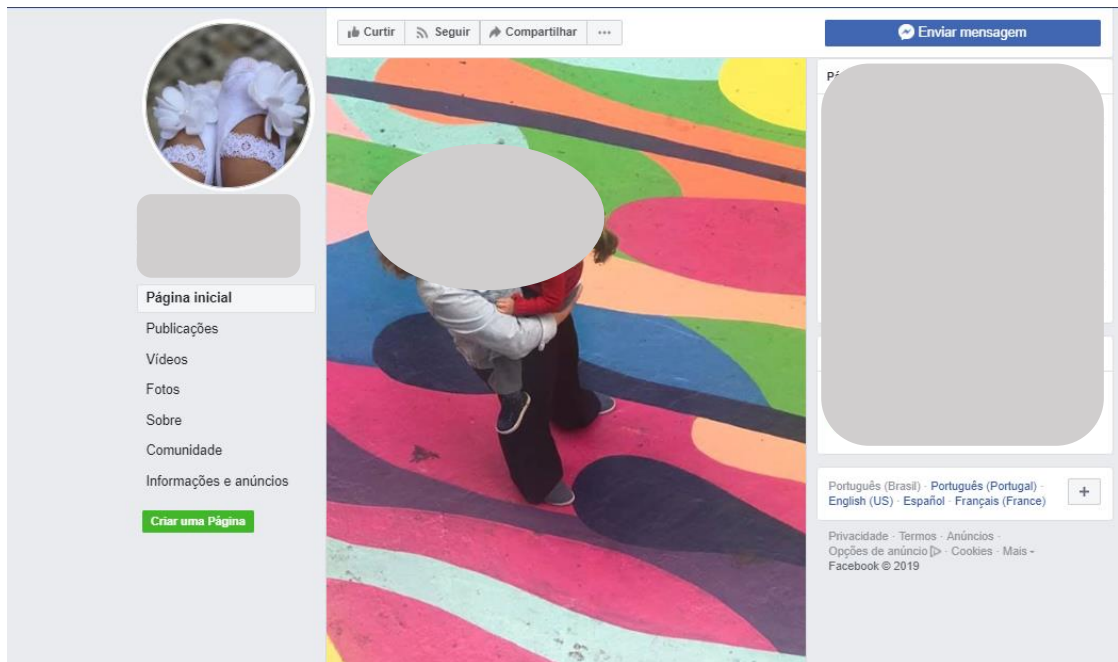 Curtir Seguir Compartilhar ...
Enviar mensagem
Página inicial
Publicações
Vídeos
Fotos
Sobre
Comunidade
Informações e anúncios
Criar uma Página
Português (Brasil) · Português (Portugal) ·
English (US) · Español · Français (France)
+
Privacidade · Termos · Anúncios ·
Opções de anúncio · Cookies · Mais
Facebook © 2019